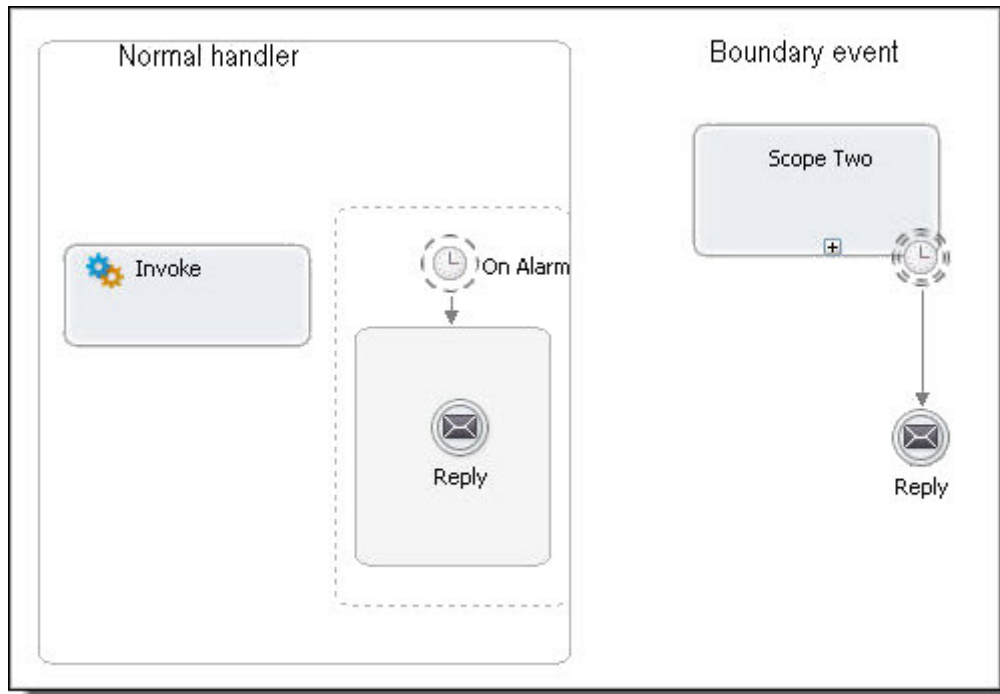 Normal handler
Invoke
On Alarm
Reply
Boundary event
Scope Two
Reply